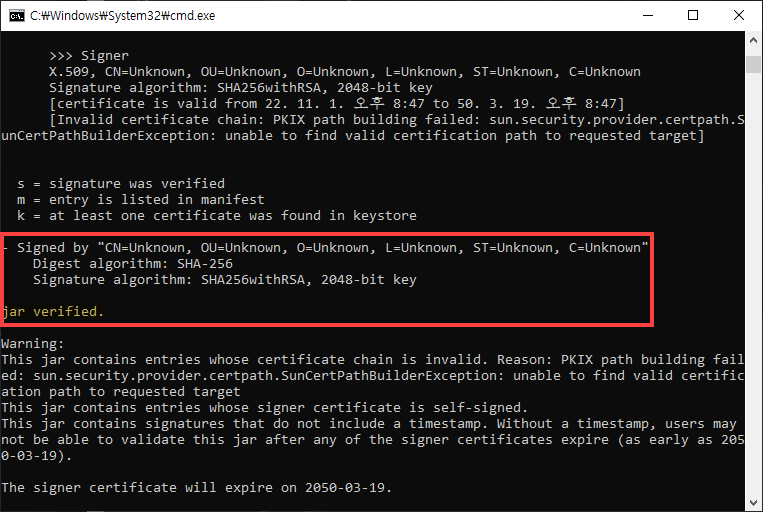 C:₩Windows₩System32₩cmd.exe
>>> Signer
X.509, CN=Unknown, OU=Unknown, O=Unknown, L=Unknown, ST=Unknown, C=Unknown
Signature algorithm: SHA256withRSA, 2048-bit key
[certificate is valid from 22. 11. 1. 오후 8:47 to 50. 3. 19. 오후 8:47]
[Invalid certificate chain: PKIX path building failed: sun.security.provider.certpath.S
unCertPathBuilderException: unable to find valid certification path to requested target]
s = signature was verified
m = entry is listed in manifest
k = at least one certificate was found in keystore
- Signed by "CN=Unknown, OU=Unknown, O=Unknown, L=Unknown, ST=Unknown, C=Unknown"
Digest algorithm: SHA-256
Signature algorithm: SHA256withRSA, 2048-bit key
jar verified.
Warning:
This jar contains entries whose certificate chain is invalid. Reason: PKIX path building fail
ed: sun.security.provider.certpath.SunCertPathBuilderException: unable to find valid certific
ation path to requested target
This jar contains entries whose signer certificate is self-signed.
This jar contains signatures that do not include a timestamp. Without a timestamp, users may
not be able to validate this jar after any of the signer certificates expire (as early as 205
0-03-19).
The signer certificate will expire on 2050-03-19.